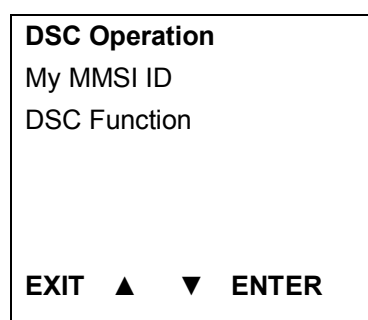 DSC Operation
My MMSI ID
DSC Function
EXIT ▲ ▼ ENTER